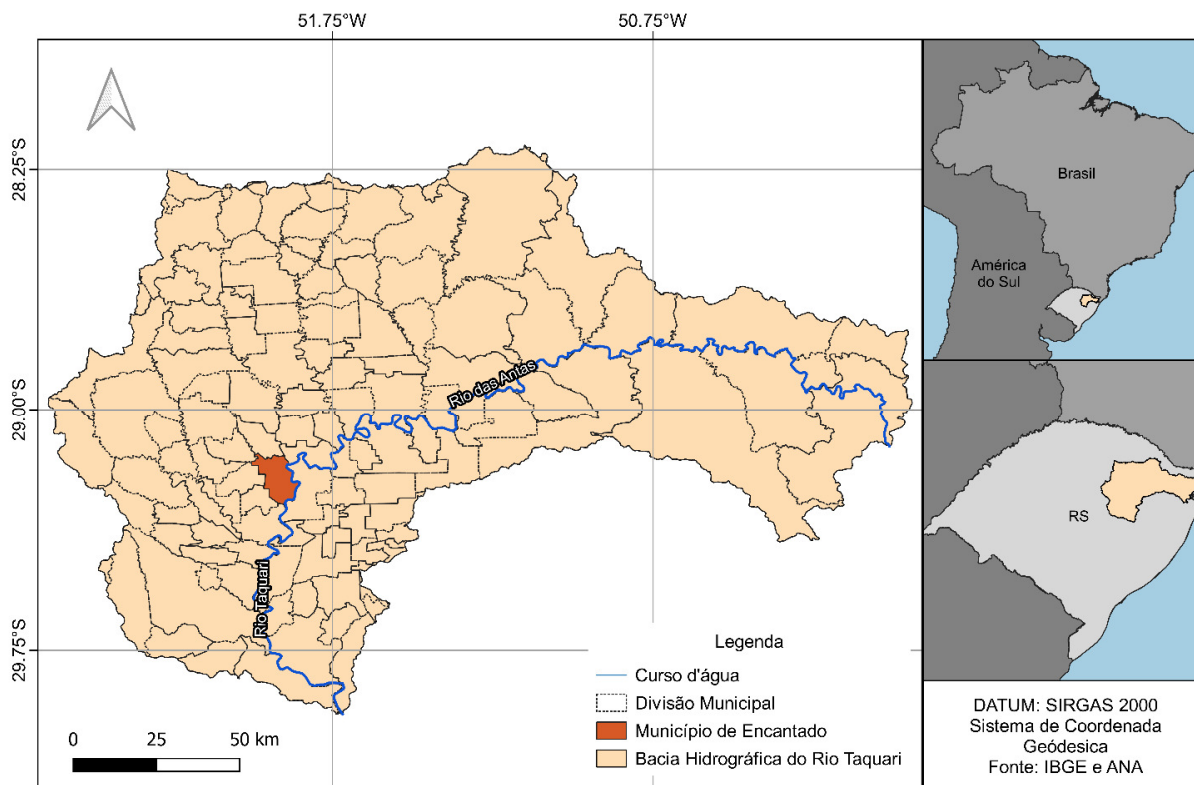 51.75°W
50.75°W
28.25°S
29.00°S
29.75°S
Rio das Antas
Rio Taquari
Legenda
Curso d'água
Divisão Municipal
Município de Encantado
Bacia Hidrográfica do Rio Taquari
0 25 50 km
Brasil
América
do Sul
RS
DATUM: SIRGAS 2000
Sistema de Coordenada
Geódesica
Fonte: IBGE e ANA